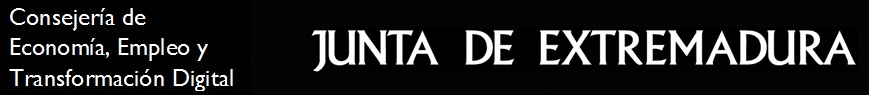 Consejería de
Economía, Empleo y
Transformación Digital
JUNTA DE EXTREMADURA